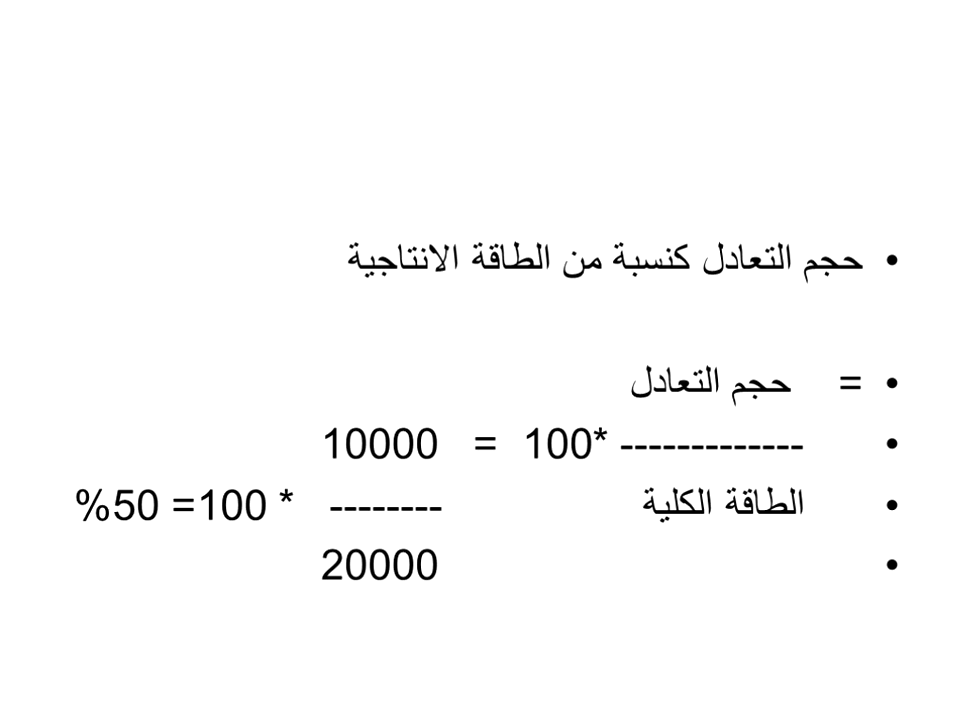 • حجم التعادل كنسبة من الطاقة الانتاجية
• = حجم التعادل
• ------------- *100 = 10000
• الطاقة الكلية -------- * 100= 50%
• 20000